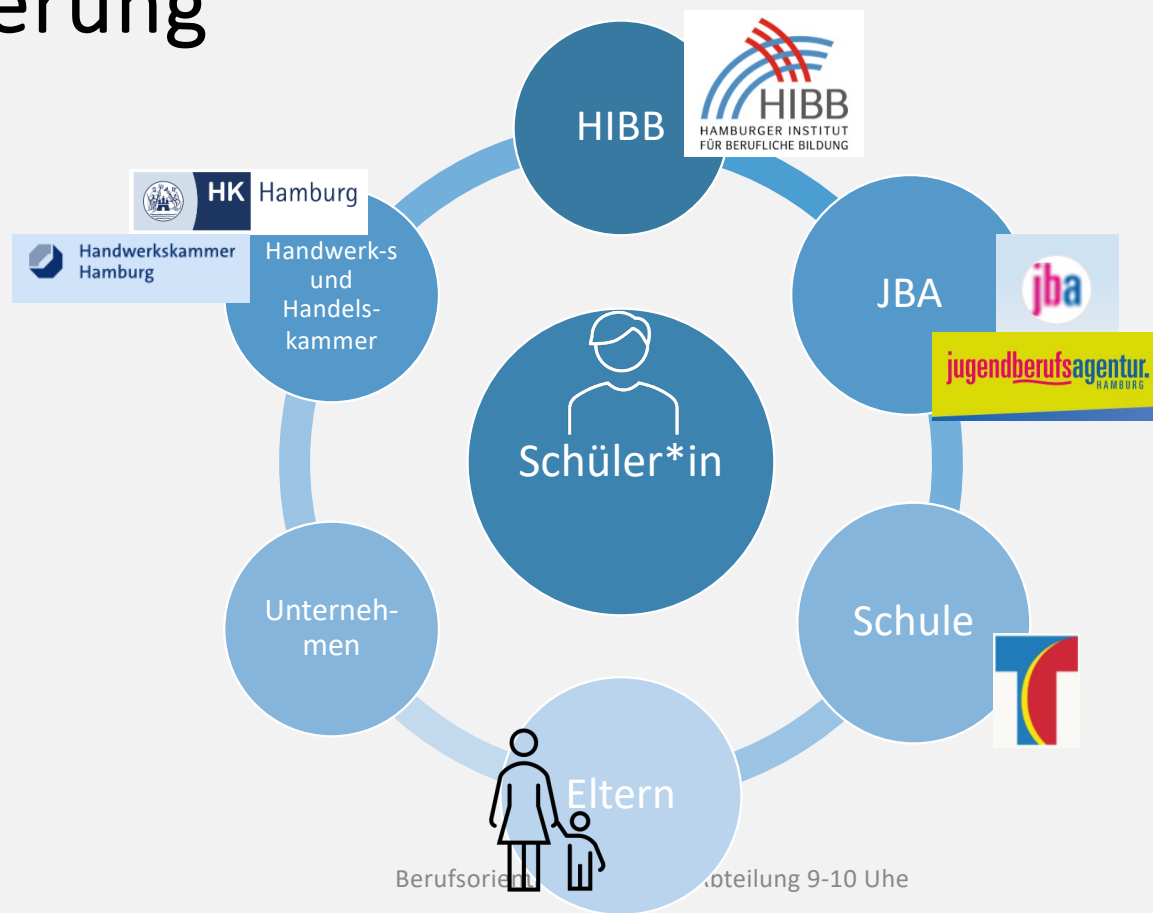 erung
HIBB
HIBB
HAMBURGER INSTITUT
FÜR BERUFLICHE BILDUNG
HK Hamburg
Handwerkskammer
Hamburg
Handwerk-s
und
Handels-
kammer
JBA
jba
jugendberufsagentur.
HAMBURG
Schüler*in
Unterneh-
men
Schule
Eltern
Berufsorien
bteilung 9-10 Uhe